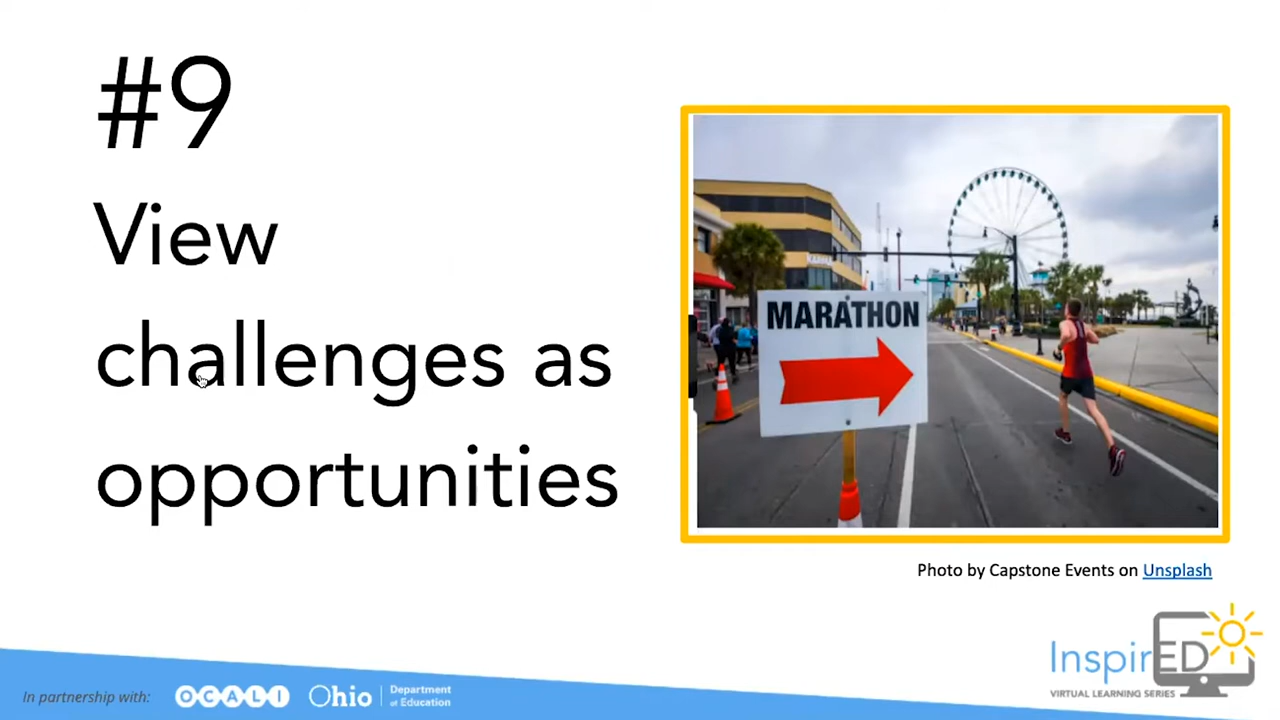 #9
View
challenges as
opportunities
MARATHON
Photo by Capstone Events on Unsplash
InspirED
VIRTUAL LEARNING SERIES
In partnership with:
OCALI
Ohio
Department
of Education